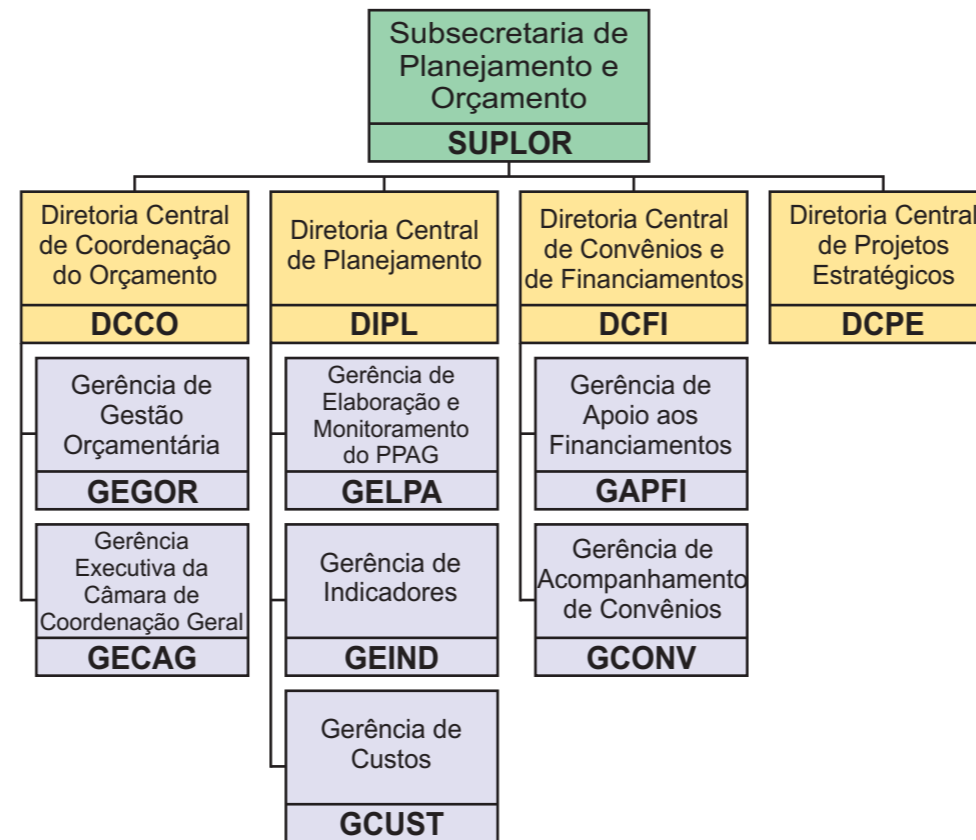 Subsecretaria de
Planejamento e
Orçamento
SUPLOR
Diretoria Central
de Coordenação
do Orçamento
DCCO
Diretoria Central
de Planejamento
DIPL
Diretoria Central
de Convênios e
de Financiamentos
DCFI
Diretoria Central
de Projetos
Estratégicos
DCPE
Gerência de
Gestão
Orçamentária
GEGOR
Gerência
Executiva da
Câmara de
Coordenação Geral
GECAG
Gerência de
Elaboração e
Monitoramento
do PPAG
GELPA
Gerência de
Indicadores
GEIND
Gerência de
Custos
GCUST
Gerência de
Apoio aos
Financiamentos
GAPFI
Gerência de
Acompanhamento
de Convênios
GCONV